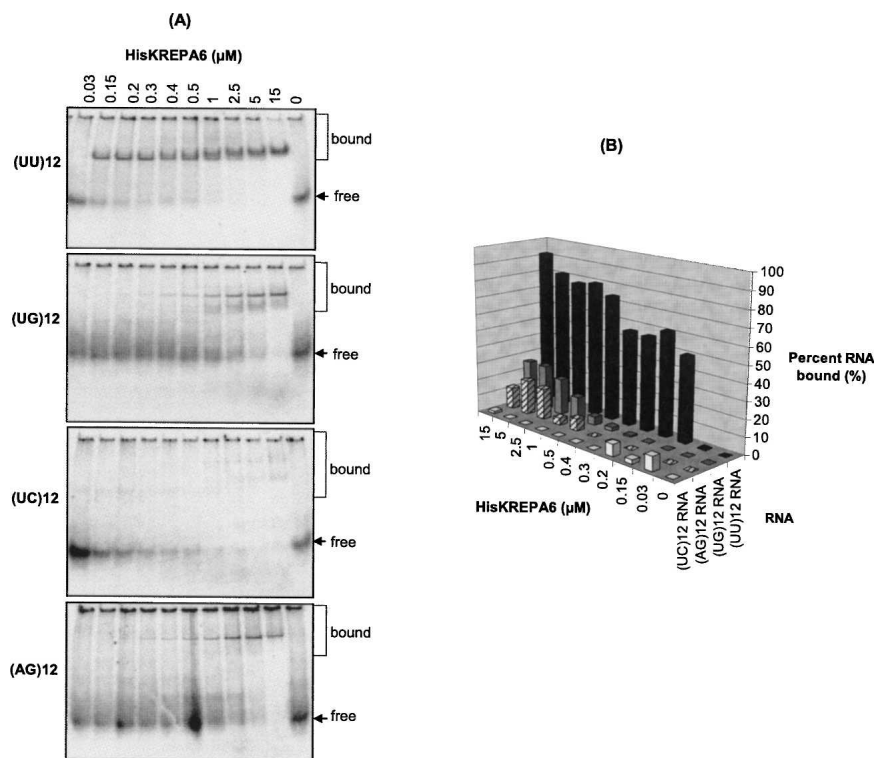 (A)
HisKREPA6 (µM)
0.03 0.15 0.2 0.3 0.4 0.5 1 2.5 5 15 0
(UU)12
bound
free
(UG)12
bound
free
(UC)12
bound
free
(AG)12
bound
free
(B)
100
90
80
70
60
50
40
30
20
10
0
Percent RNA
bound (%)
15 5 2.5 1 0.5 0.4 0.3 0.2 0.15 0.03 0
HisKREPA6 (µM)
(UC)12 RNA
(AG)12 RNA
(UG)12 RNA
(UU)12 RNA
RNA